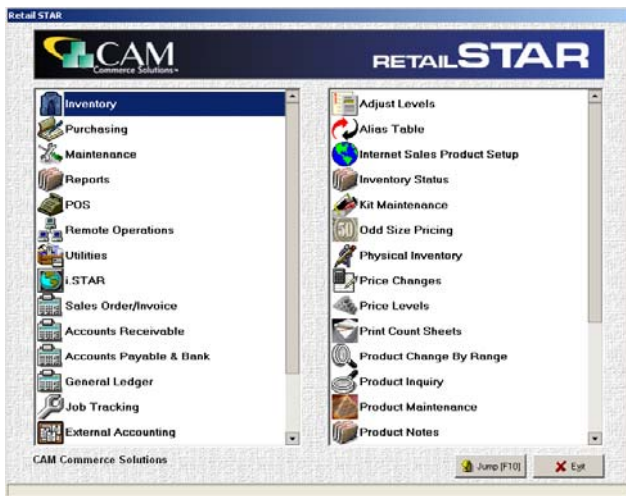 Retail STAR
CAM
Commerce Solutions
RETAILSTAR
Inventory
Purchasing
Maintenance
Reports
POS
Remote Operations
Utilities
i.STAR
Sales Order/Invoice
Accounts Receivable
Accounts Payable & Bank
General Ledger
Job Tracking
External Accounting
Adjust Levels
Alias Table
Internet Sales Product Setup
Inventory Status
Kit Maintenance
50
Odd Size Pricing
Physical Inventory
Price Changes
Price Levels
Print Count Sheets
Product Change By Range
Product Inquiry
Product Maintenance
Product Notes
CAM Commerce Solutions
Jump [F10]
Exit